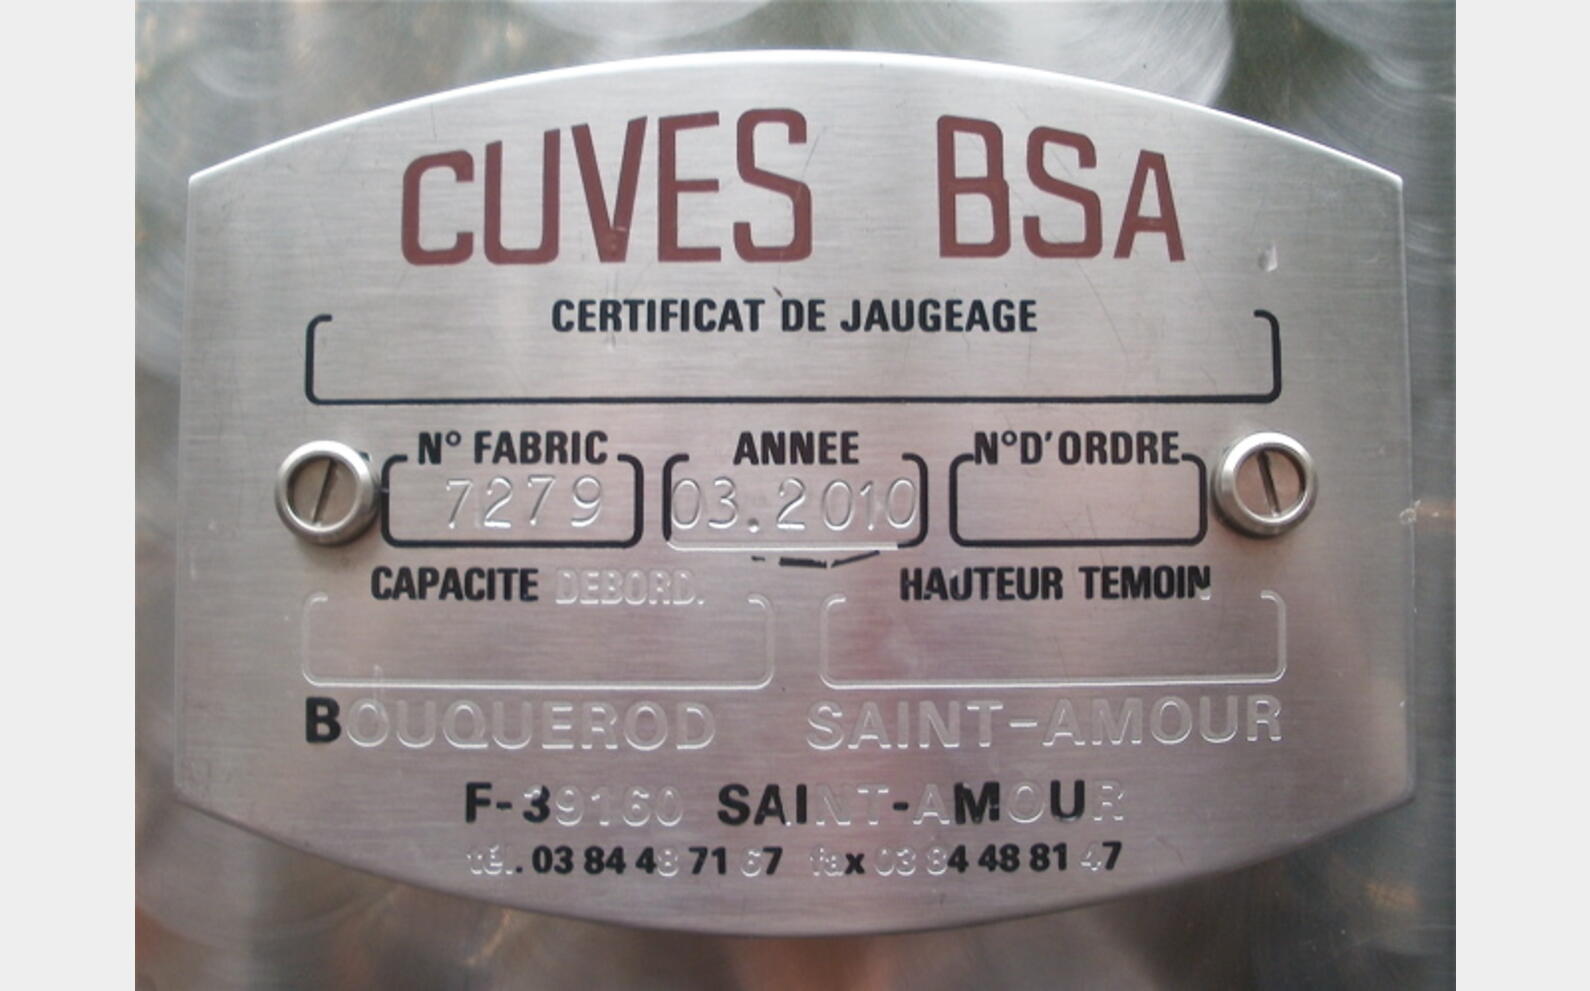 CUVES BSA
CERTIFICAT DE JAUGEAGE
N° FABRIC ANNEE N°D'ORDRE
7279 03.2010
CAPACITE DEBORD. HAUTEUR TEMOIN
BOUQUEROD SAINT-AMOUR
F-39160 SAINT-AMOUR
tél. 03 84 48 71 67 fax 03 84 48 81 47